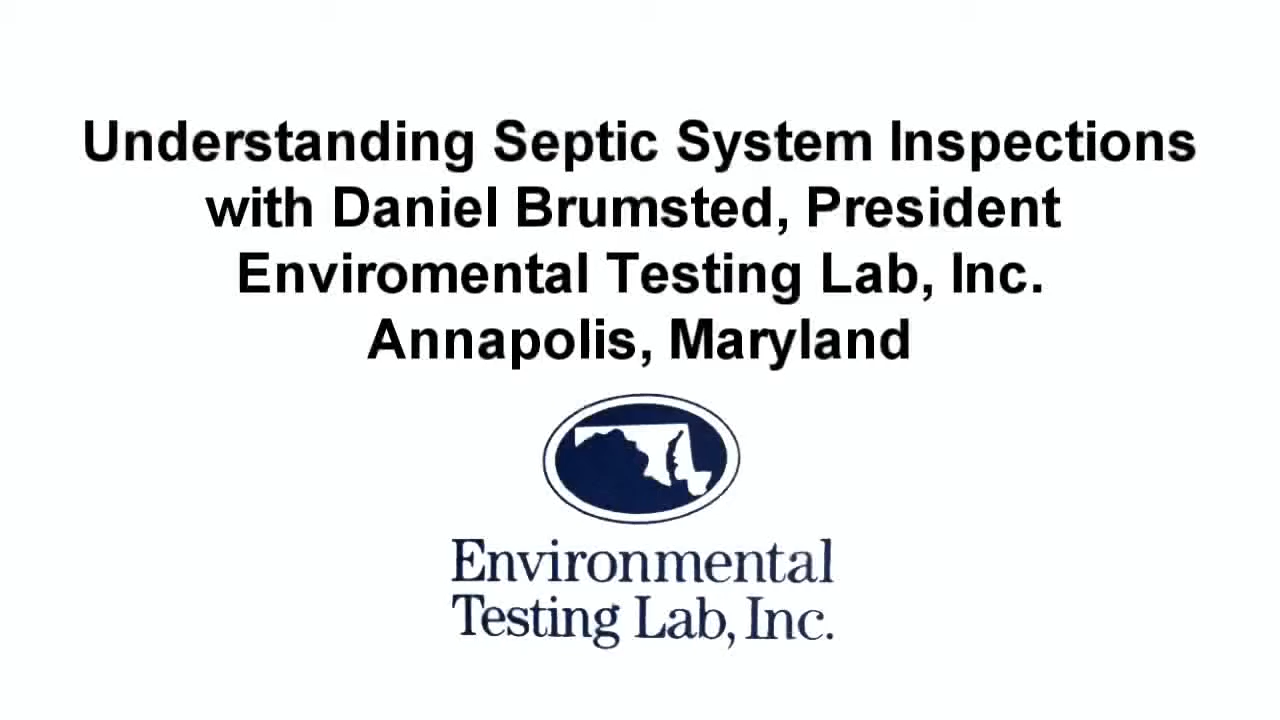 Understanding Septic System Inspections
with Daniel Brumsted, President
Enviromental Testing Lab, Inc.
Annapolis, Maryland
Environmental
Testing Lab, Inc.